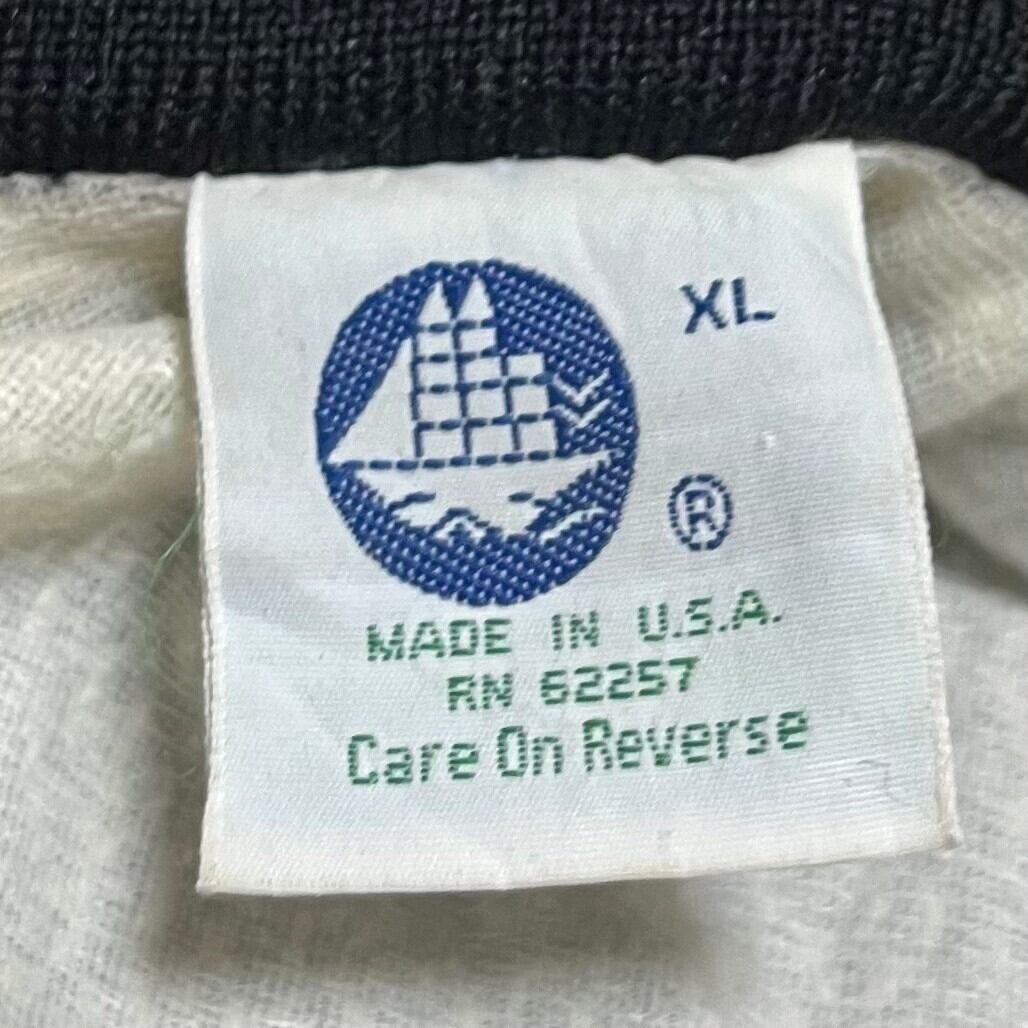 XL
®
MADE IN U.S.A.
RN 62257
Care On Reverse